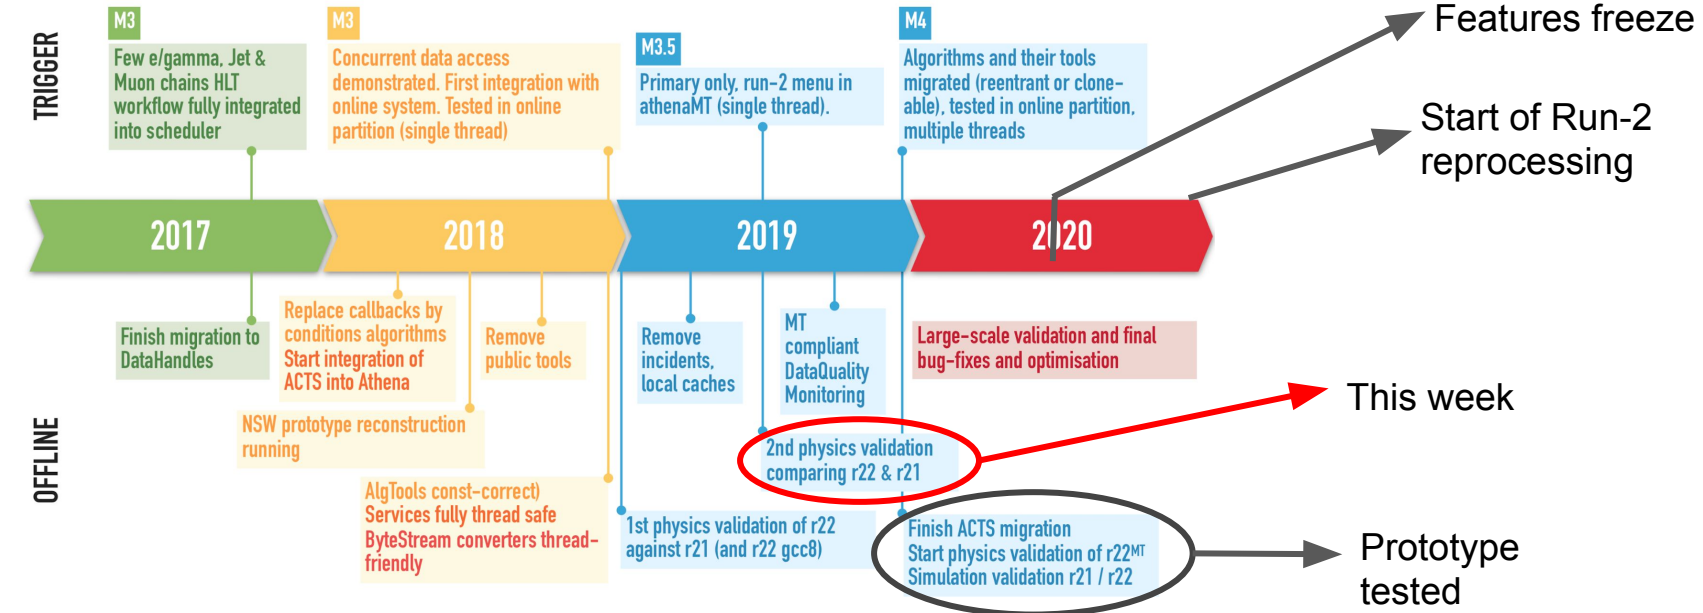 TRIGGER
M3
Few e/gamma, Jet &
Muon chains HLT
workflow fully integrated
into scheduler
M3
Concurrent data access
demonstrated. First integration with
online system. Tested in online
partition (single thread)
M3.5
Primary only, run-2 menu in
athenaMT (single thread).
M4
Algorithms and their tools
migrated (reentrant or clone-
able), tested in online partition,
multiple threads
Features freeze
Start of Run-2
reprocessing
2017
2018
2019
2020
OFFLINE
Finish migration to
DataHandles
Replace callbacks by
conditions algorithms
Start integration of
ACTS into Athena
Remove
public tools
NSW prototype reconstruction
running
AlgTools const-correct)
Services fully thread safe
ByteStream converters thread-
friendly
Remove
incidents,
local caches
MT
compliant
DataQuality
Monitoring
2nd physics validation
comparing r22 & r21
1st physics validation of r22
against r21 (and r22 gcc8)
Large-scale validation and final
bug-fixes and optimisation
Finish ACTS migration
Start physics validation of r22MT
Simulation validation r21 / r22
This week
Prototype
tested